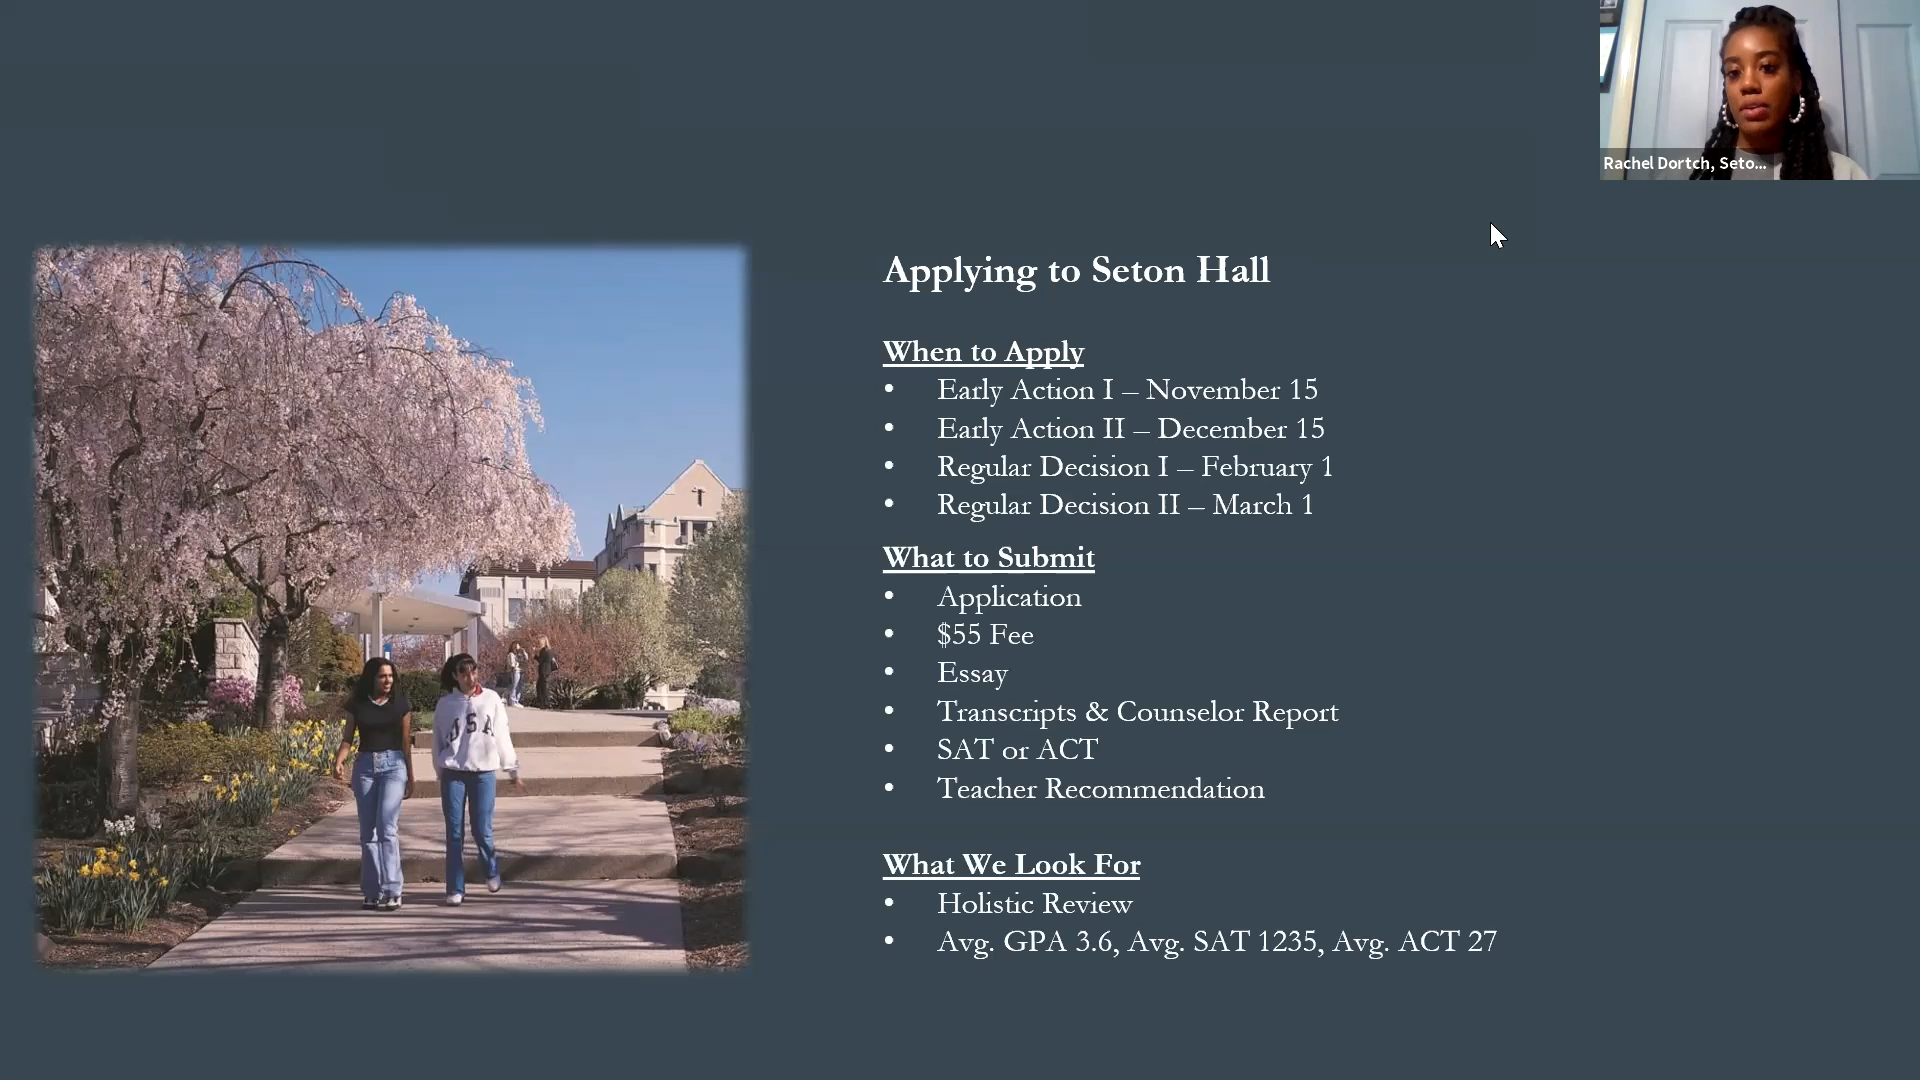 Rachel Dortch, Seto...
Applying to Seton Hall
When to Apply
• Early Action I – November 15
• Early Action II – December 15
• Regular Decision I – February 1
• Regular Decision II – March 1
What to Submit
• Application
• $55 Fee
• Essay
• Transcripts & Counselor Report
• SAT or ACT
• Teacher Recommendation
What We Look For
• Holistic Review
• Avg. GPA 3.6, Avg. SAT 1235, Avg. ACT 27